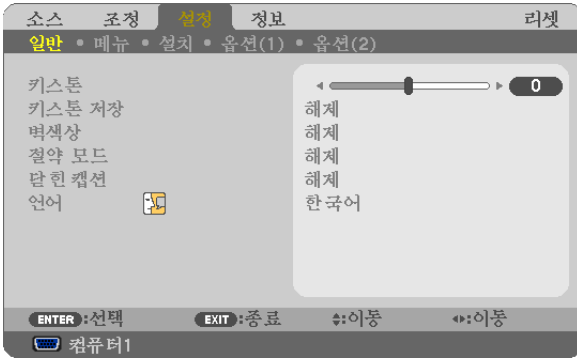 소스 조정 설정 정보 리셋
일반 • 메뉴 • 설치 • 옵션(1) • 옵션(2)
키스톤 0
키스톤 저장 해제
벽색상 해제
절약 모드 해제
닫힌 캡션 해제
언어 한국어
ENTER :선택 EXIT :종료 :이동 :이동
컴퓨터1